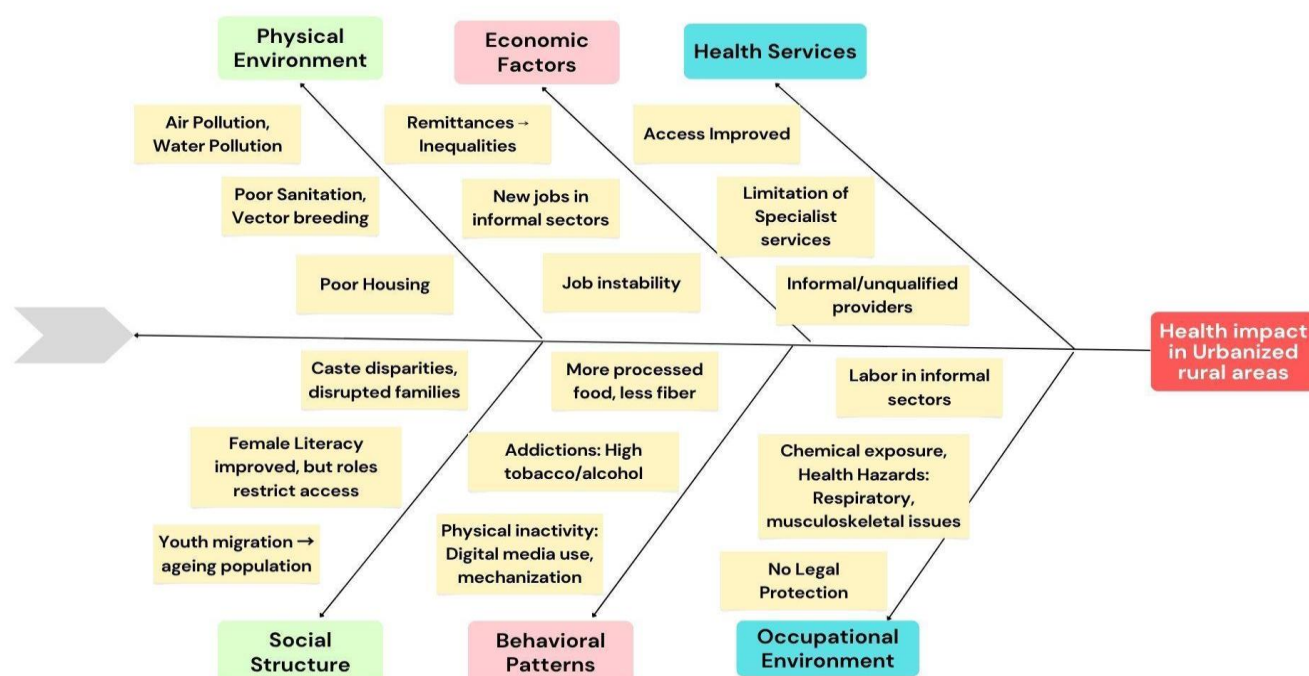 Physical
Environment
Economic
Factors
Health Services
Air Pollution,
Water Pollution
Remittances →
Inequalities
Access Improved
Poor Sanitation,
Vector breeding
New jobs in
informal sectors
Limitation of
Specialist
services
Poor Housing
Job instability
Informal/unqualified
providers
Health impact
in Urbanized
rural areas
Caste disparities,
disrupted families
More processed
food, less fiber
Labor in informal
sectors
Female Literacy
improved, but roles
restrict access
Addictions: High
tobacco/alcohol
Chemical exposure,
Health Hazards:
Respiratory,
musculoskeletal issues
Youth migration →
ageing population
Physical inactivity:
Digital media use,
mechanization
No Legal
Protection
Social
Structure
Behavioral
Patterns
Occupational
Environment